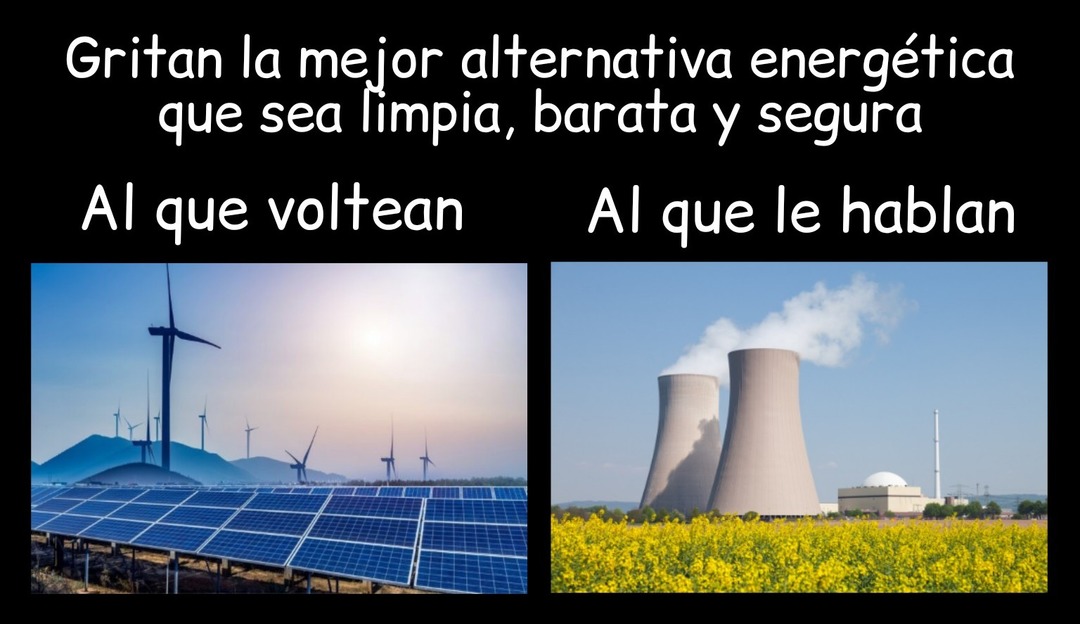 Gritan la mejor alternativa energética
que sea limpia, barata y segura
Al que voltean
Al que le hablan